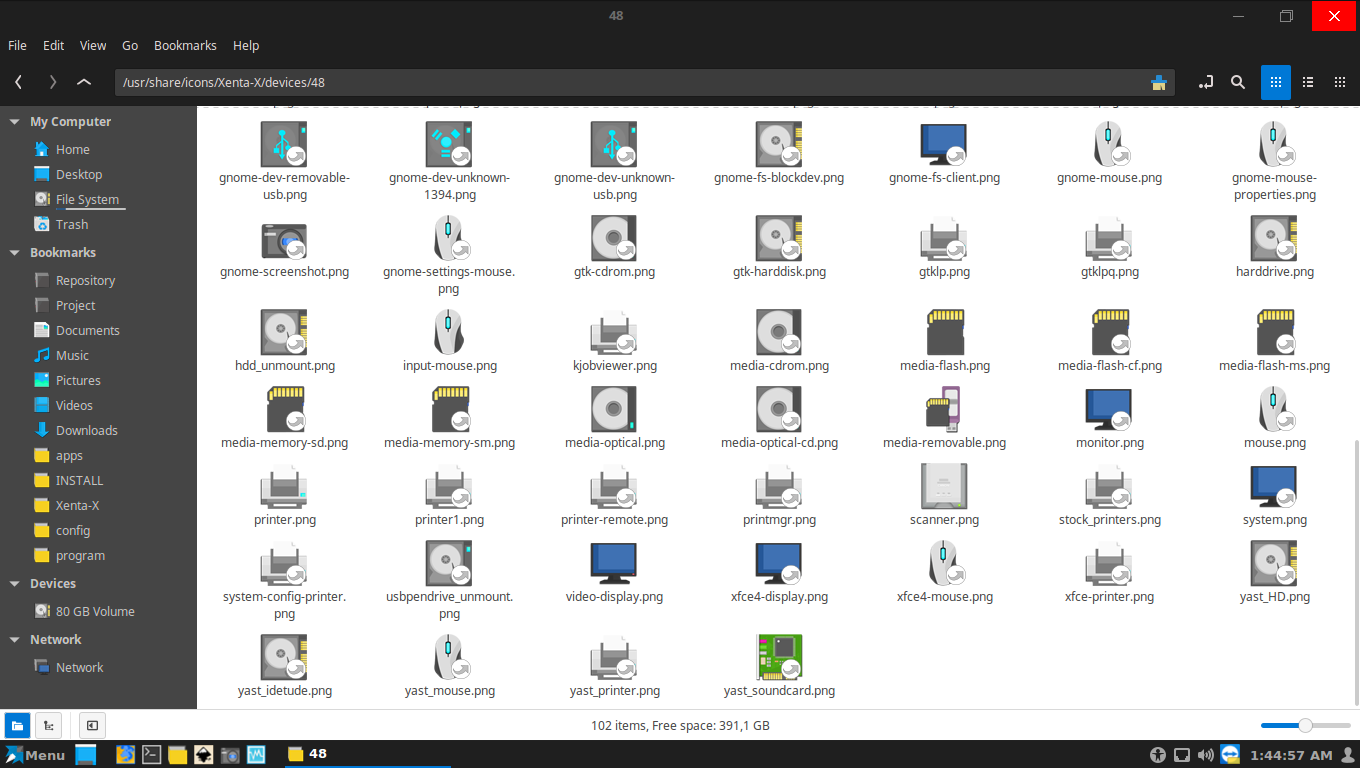 48
File Edit View Go Bookmarks Help
/usr/share/icons/Xenta-X/devices/48
My Computer
Home
Desktop
File System
Trash
Bookmarks
Repository
Project
Documents
Music
Pictures
Videos
Downloads
apps
INSTALL
Xenta-X
config
program
Devices
80 GB Volume
Network
Network
gnome-dev-removable-
usb.png
gnome-dev-unknown-
1394.png
gnome-dev-unknown-
usb.png
gnome-fs-blockdev.png
gnome-fs-client.png
gnome-mouse.png
gnome-mouse-
properties.png
gnome-screenshot.png
gnome-settings-mouse.
png
gtk-cdrom.png
gtk-harddisk.png
gtklp.png
gtklpq.png
harddrive.png
hdd_unmount.png
input-mouse.png
kjobviewer.png
media-cdrom.png
media-flash.png
media-flash-cf.png
media-flash-ms.png
media-memory-sd.png
media-memory-sm.png
media-optical.png
media-optical-cd.png
media-removable.png
monitor.png
mouse.png
printer.png
printer1.png
printer-remote.png
printmgr.png
scanner.png
stock_printers.png
system.png
system-config-printer.
png
usbpendrive_unmount.
png
video-display.png
xfce4-display.png
xfce4-mouse.png
xfce-printer.png
yast_HD.png
yast_idetude.png
yast_mouse.png
yast_printer.png
yast_soundcard.png
102 items, Free space: 391,1 GB
Menu
48
1:44:57 AM